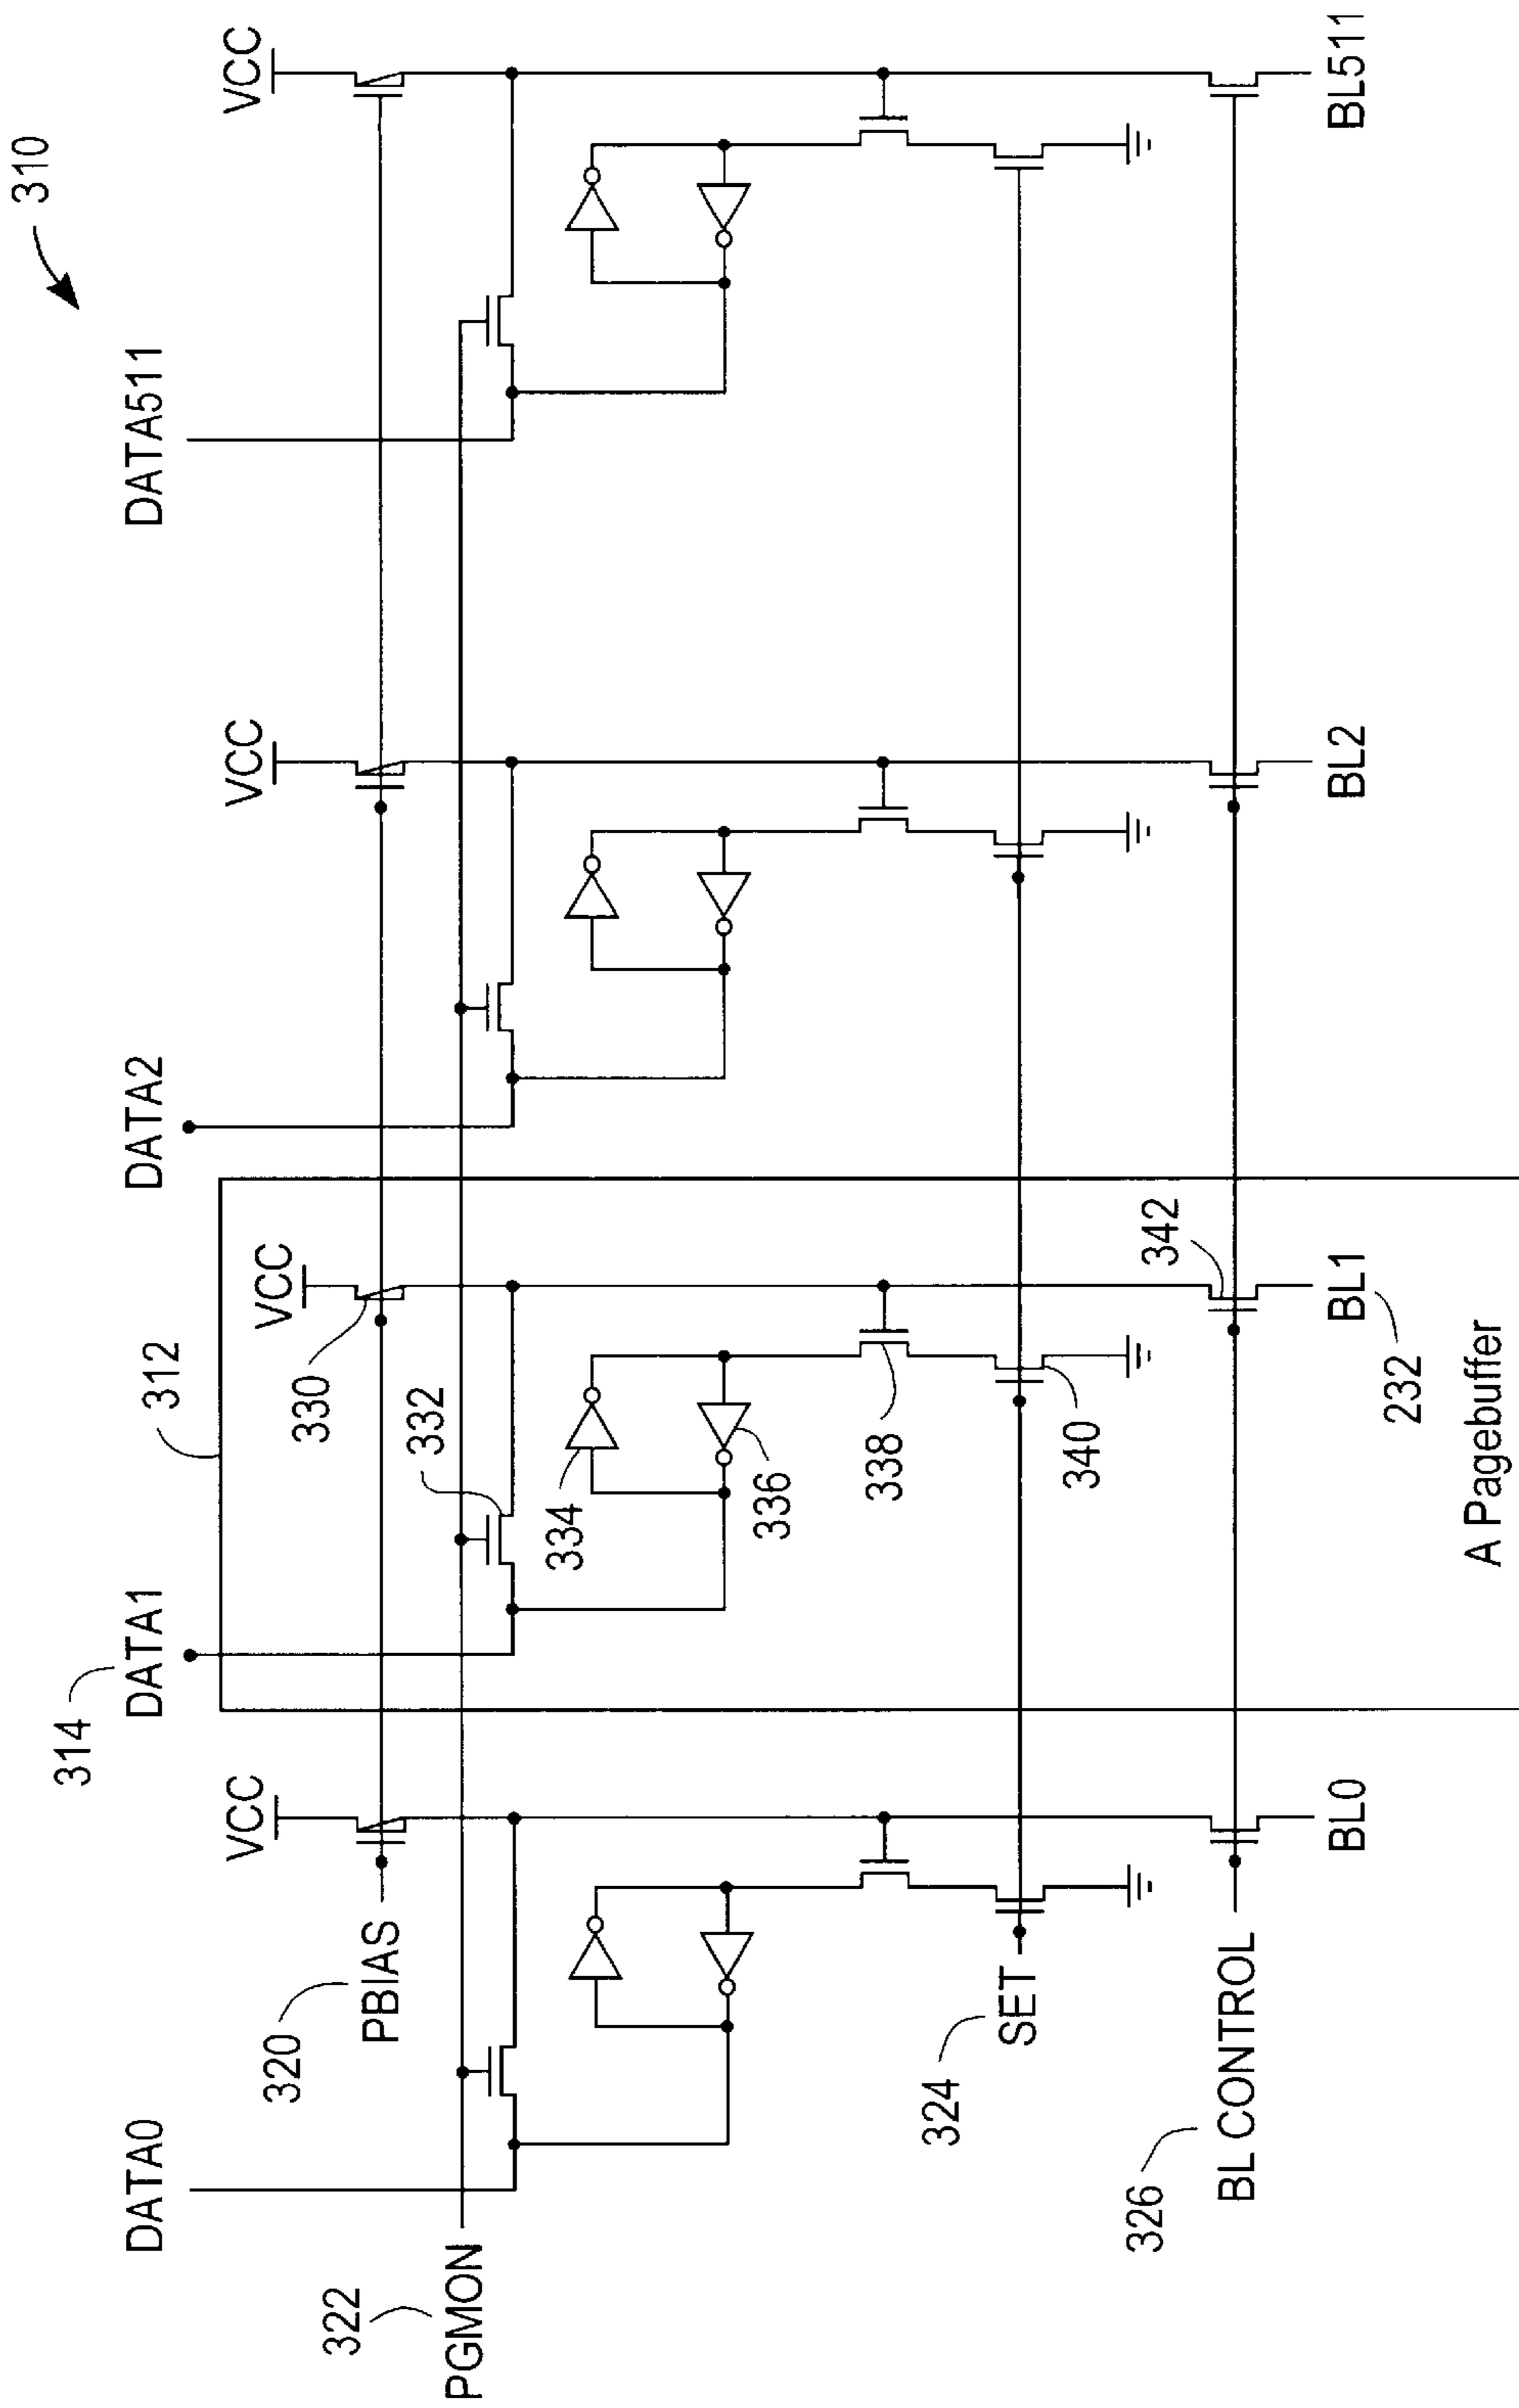 310
DATA0
314
DATA1
DATA2
DATA511
312
VCC
VCC
VCC
VCC
320
PBIAS
330
322
PGMON
332
334
336
338
324
SET
340
342
326
BL CONTROL
BL0
BL1
BL2
BL511
232
A Pagebuffer